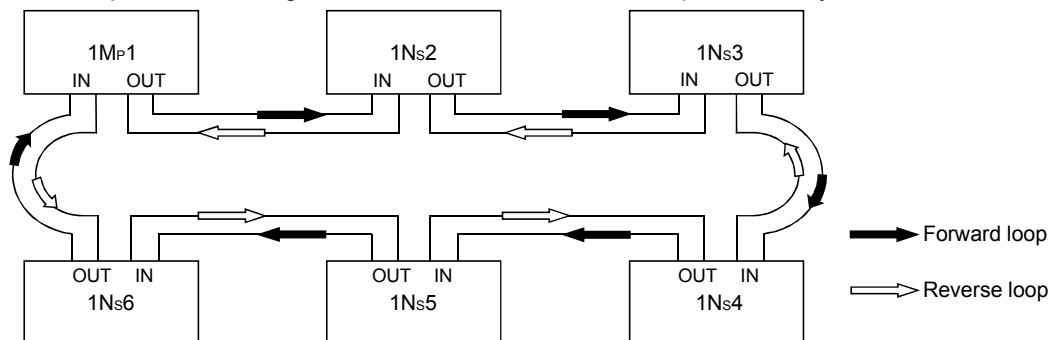 1MP1
1NS2
1NS3
IN OUT
IN OUT
IN OUT
Forward loop
OUT IN
OUT IN
OUT IN
Reverse loop
1NS6
1NS5
1NS4